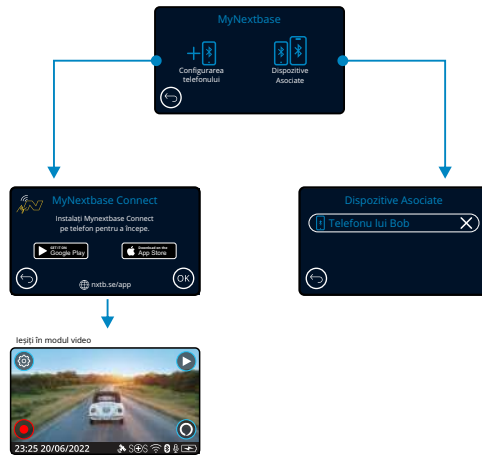 MyNextbase
Configurarea
telefonului
Dispozitive
Asociate
MyNextbase Connect
Instalați Mynextbase Connect
pe telefon pentru a începe.
GET IT ON
Google Play
Download on the
App Store
OK
nxtb.se/app
Dispozitive Asociate
Telefonu lui Bob
Ieșiți în modul video
23:25 20/06/2022
SOS